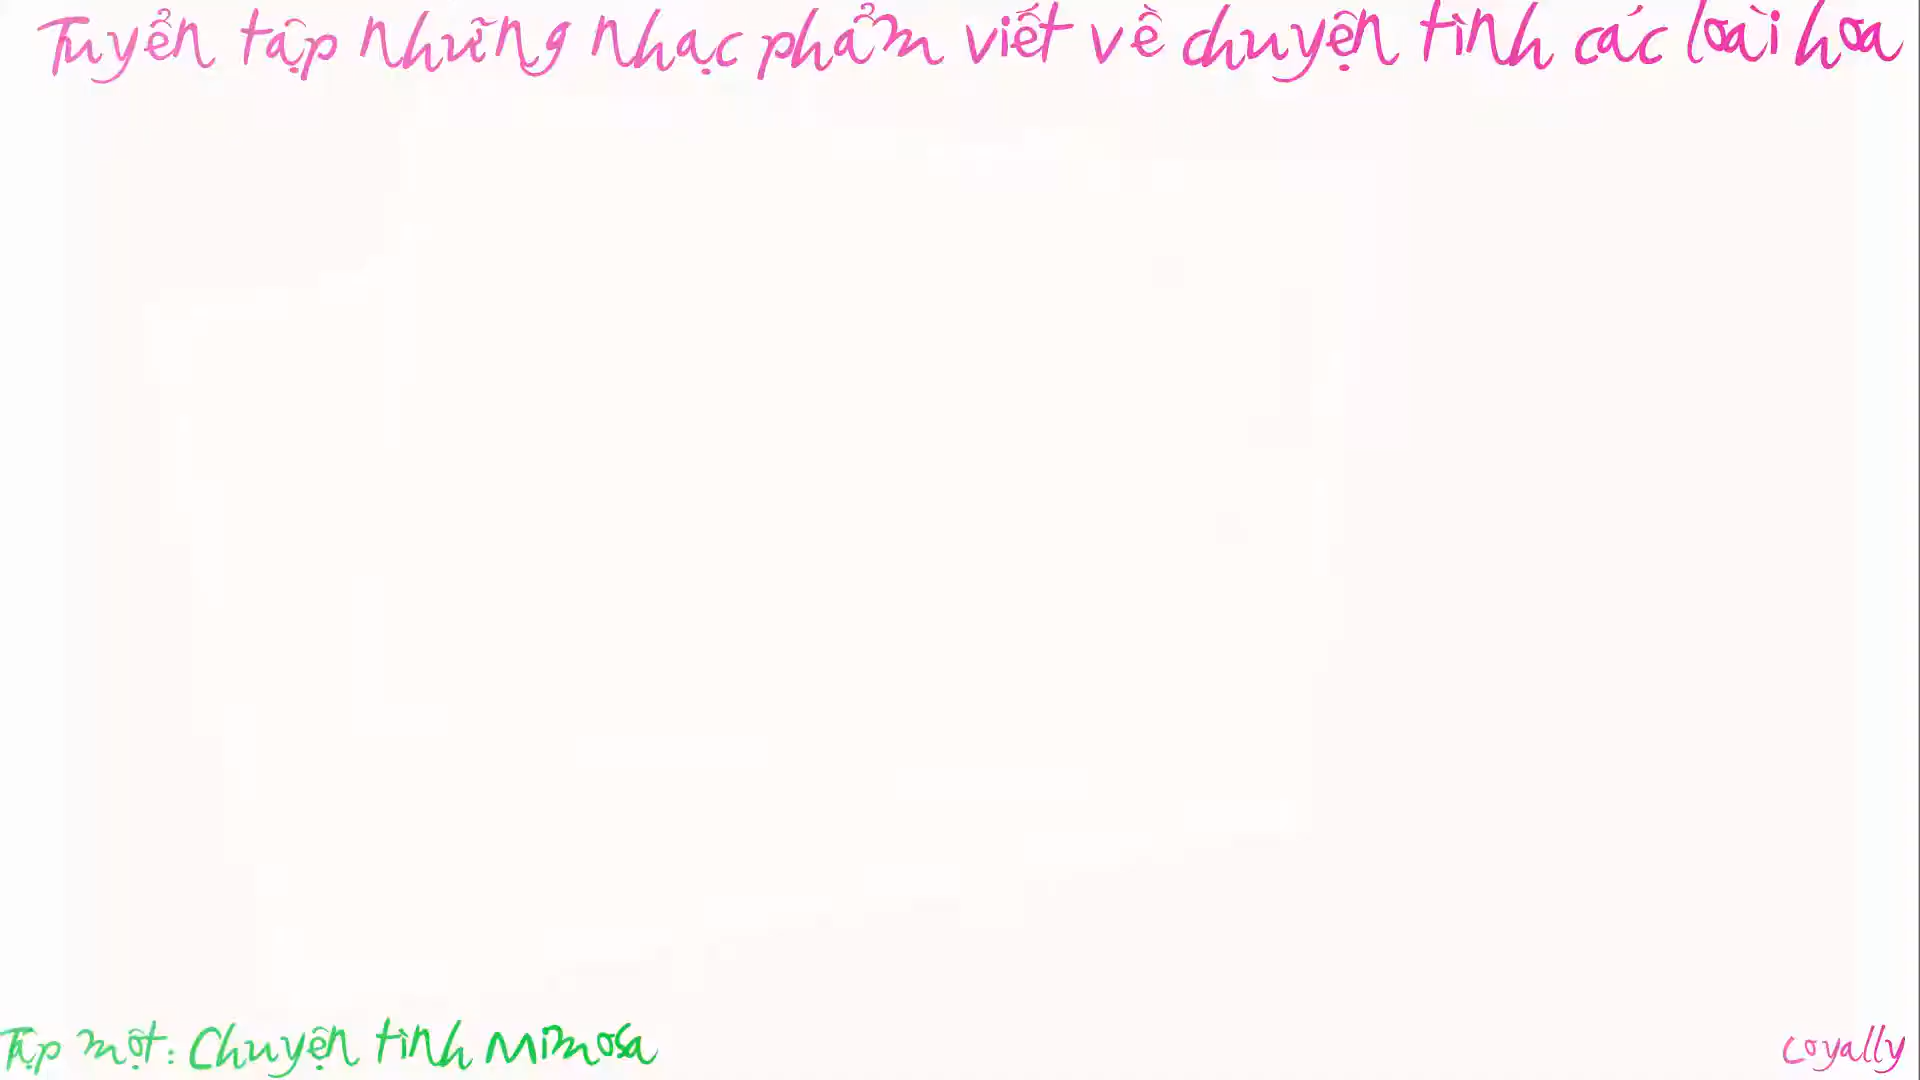 Tuyển tập những nhạc phẩm viết về chuyện tình các loài hoa
Tập một: Chuyện tình Mimosa
Coyally